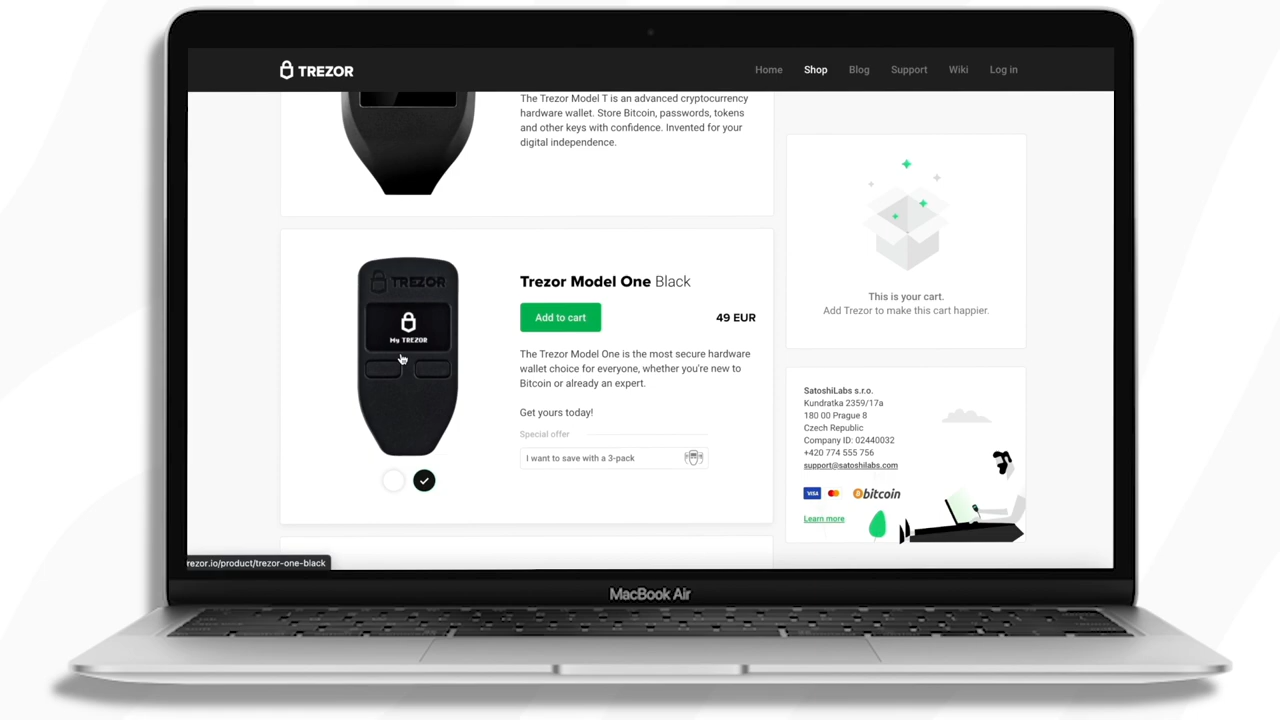 TREZOR
Home
Shop
Blog
Support
Wiki
Log in
The Trezor Model T is an advanced cryptocurrency
hardware wallet. Store Bitcoin, passwords, tokens
and other keys with confidence. Invented for your
digital independence.
TREZOR
My TREZOR
Trezor Model One Black
Add to cart
49 EUR
The Trezor Model One is the most secure hardware
wallet choice for everyone, whether you're new to
Bitcoin or already an expert.
Get yours today!
Special offer
I want to save with a 3-pack
This is your cart.
Add Trezor to make this cart happier.
SatoshiLabs s.r.o.
Kundratka 2359/17a
180 00 Prague 8
Czech Republic
Company ID: 02440032
+420 774 555 756
support@satoshilabs.com
VISA
bitcoin
Learn more
rezor.io/product/trezor-one-black
MacBook Air